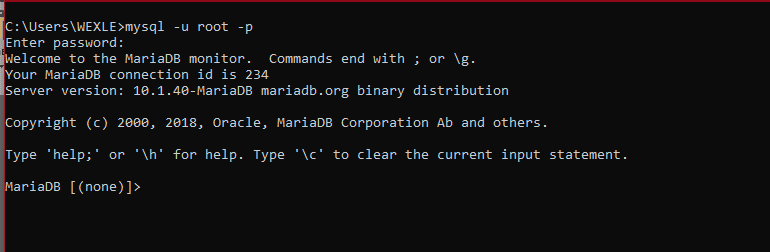 C:\Users\WEXLE>mysql -u root -p
Enter password:
Welcome to the MariaDB monitor.  Commands end with ; or \g.
Your MariaDB connection id is 234
Server version: 10.1.40-MariaDB mariadb.org binary distribution
Copyright (c) 2000, 2018, Oracle, MariaDB Corporation Ab and others.
Type 'help;' or '\h' for help. Type '\c' to clear the current input statement.
MariaDB [(none)]>